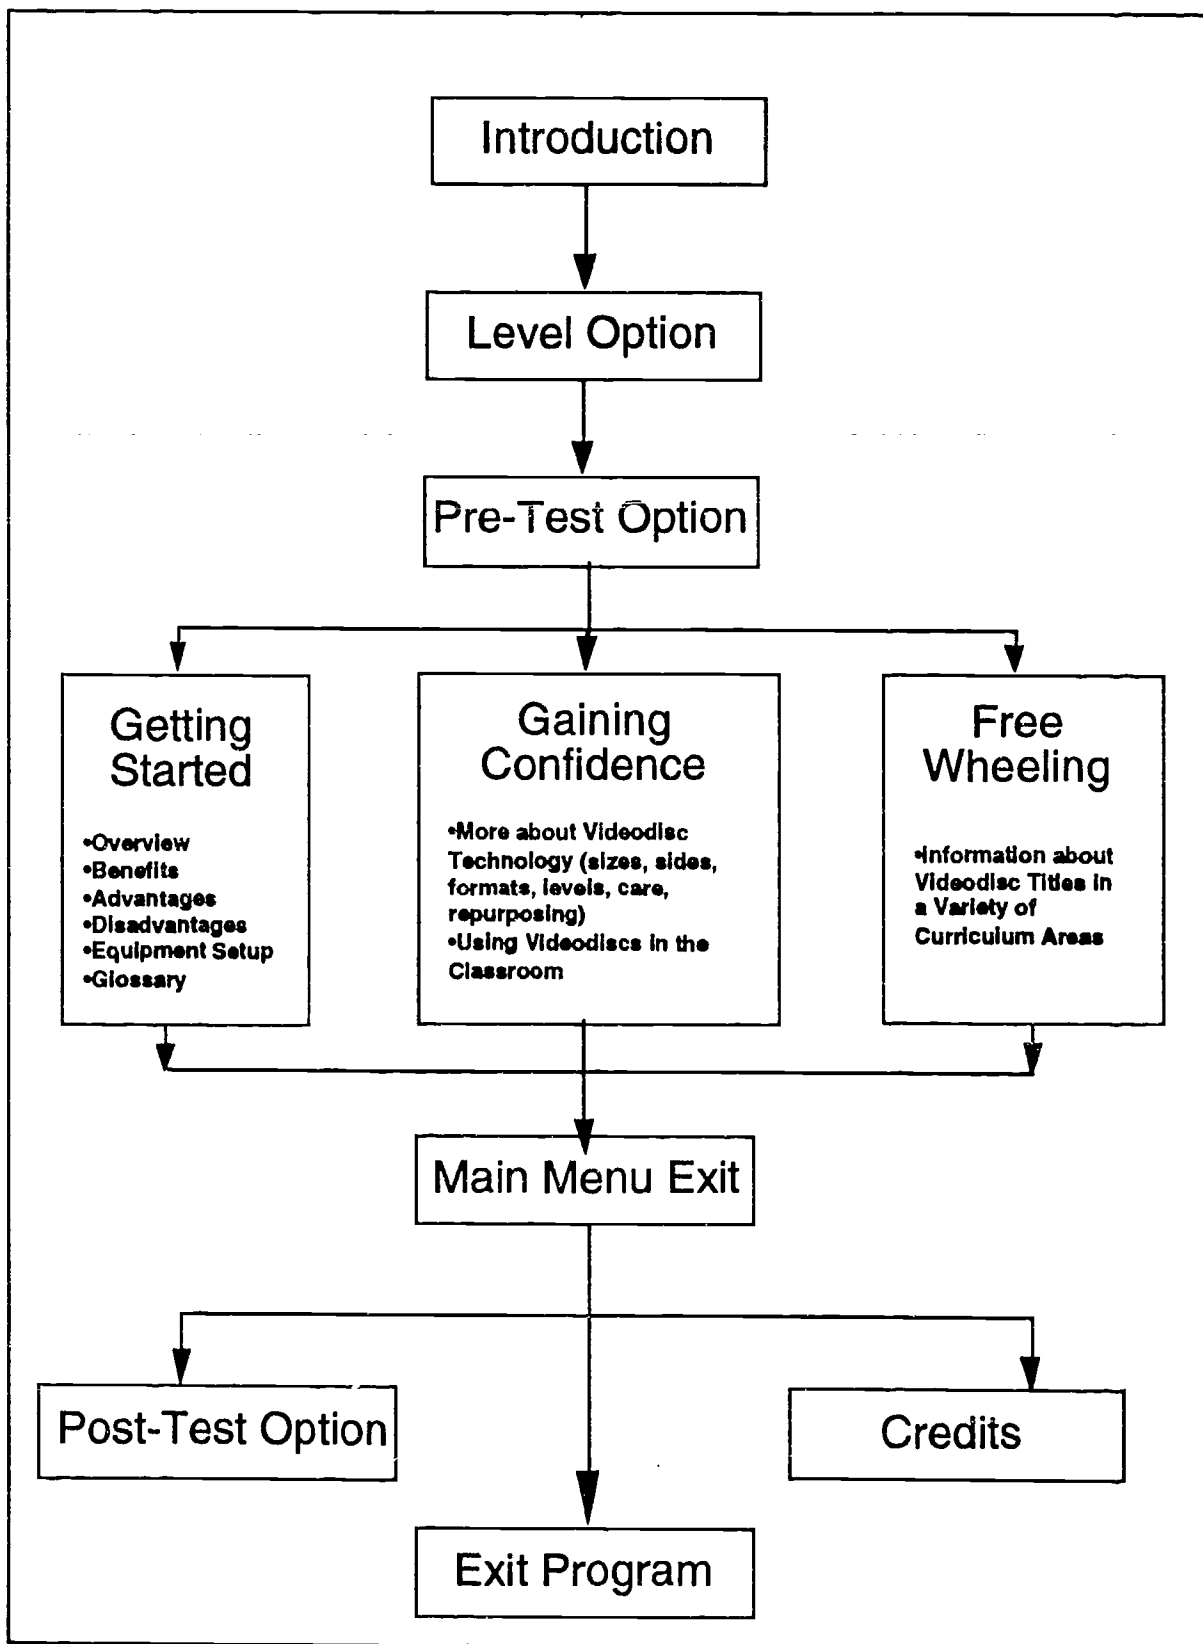 Introduction
Level Option
Pre-Test Option
Getting
Started
•Overview
•Benefits
•Advantages
•Disadvantages
•Equipment Setup
•Glossary
Gaining
Confidence
•More about Videodisc
Technology (sizes, sides,
formats, levels, care,
repurposing)
•Using Videodiscs in the
Classroom
Free
Wheeling
•Information about
Videodisc Titles in
a Variety of
Curriculum Areas
Main Menu Exit
Post-Test Option
Credits
Exit Program